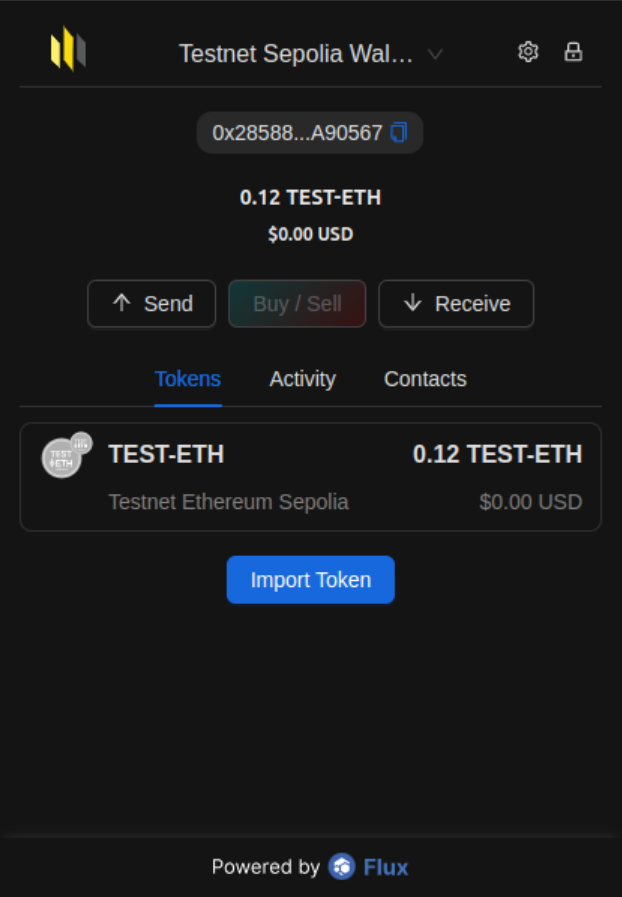 Testnet Sepolia Wal...
0x28588...A90567
0.12 TEST-ETH
$0.00 USD
Send
Buy / Sell
Receive
Tokens
Activity
Contacts
TEST
ETH
TEST-ETH
0.12 TEST-ETH
Testnet Ethereum Sepolia
$0.00 USD
Import Token
Powered by Flux